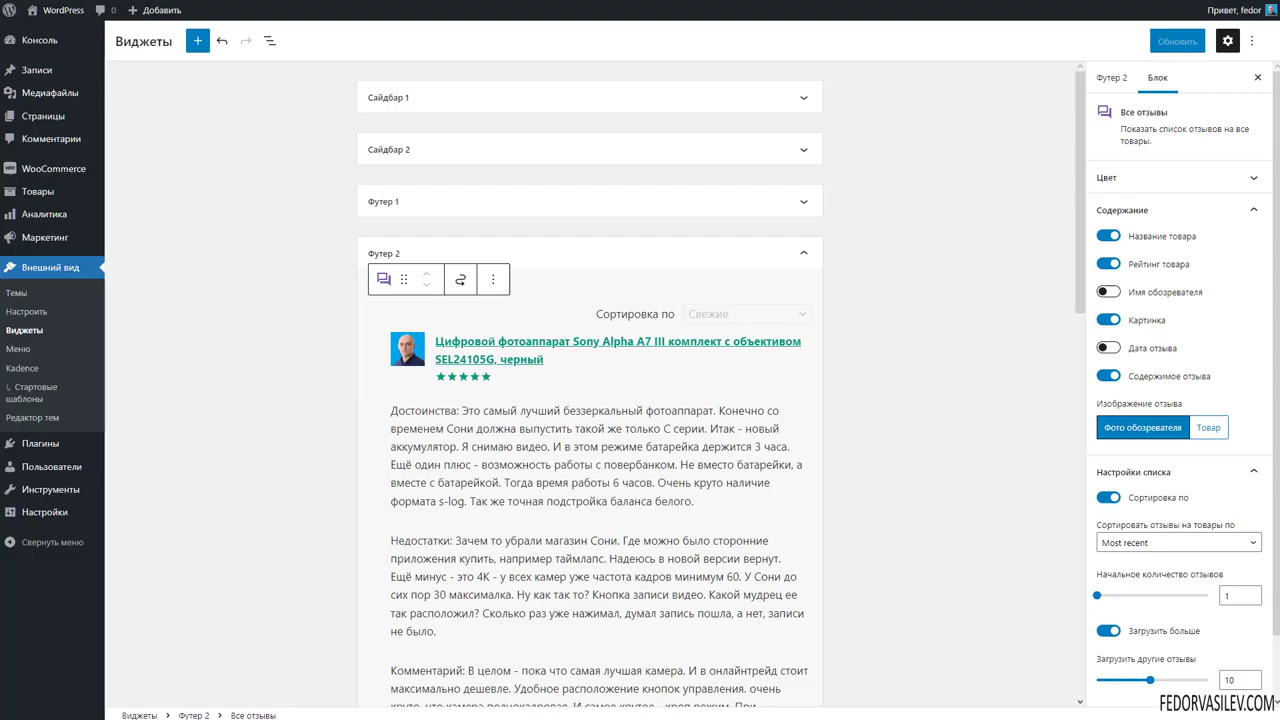 WordPress
0
Добавить
Привет, fedor
Консоль
Записи
Медиафайлы
Страницы
Комментарии
WooCommerce
Товары
Аналитика
Маркетинг
Внешний вид
Темы
Настроить
Виджеты
Меню
Kadence
Стартовые
шаблоны
Редактор тем
Плагины
Пользователи
Инструменты
Настройки
Свернуть меню
Виджеты
Обновить
Сайдбар 1
Сайдбар 2
Футер 1
Футер 2
Сортировка по
Свежие
Цифровой фотоаппарат Sony Alpha A7 III комплект с объективом
SEL24105G, черный
Достоинства: Это самый лучший беззеркальный фотоаппарат. Конечно со
временем Сони должна выпустить такой же только С серии. Итак - новый
аккумулятор. Я снимаю видео. И в этом режиме батарейка держится 3 часа.
Ещё один плюс - возможность работы с повербанком. Не вместо батарейки, а
вместе с батарейкой. Тогда время работы 6 часов. Очень круто наличие
формата s-log. Так же точная подстройка баланса белого.
Недостатки: Зачем то убрали магазин Сони. Где можно было сторонние
приложения купить, например таймлапс. Надеюсь в новой версии вернут.
Ещё минус - это 4К - у всех камер уже частота кадров минимум 60. У Сони до
сих пор 30 максималка. Ну как так то? Кнопка записи видео. Какой мудрец ее
так расположил? Сколько раз уже нажимал, думал запись пошла, а нет, записи
не было.
Комментарий: В целом - пока что самая лучшая камера. И в онлайнтрейд стоит
максимально дешевле. Удобное расположение кнопок управления. очень
круто, что камера полнокадровая. И самое крутое - кроп режим. При
Футер 2
Блок
Все отзывы
Показать список отзывов на все
товары.
Цвет
Содержание
Название товара
Рейтинг товара
Имя обозревателя
Картинка
Дата отзыва
Содержимое отзыва
Изображение отзыва
Фото обозревателя
Товар
Настройки списка
Сортировка по
Сортировать отзывы на товары по
Most recent
Начальное количество отзывов
1
Загрузить больше
Загрузить другие отзывы
10
Виджеты
Футер 2
Все отзывы
FEDORVASILEV.COM